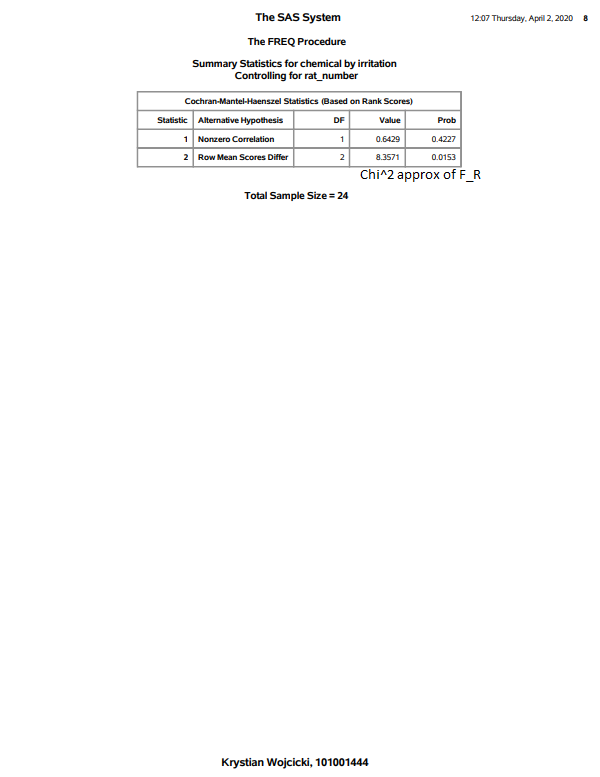 The SAS System 12:07 Thursday, April 2, 2020 8
The FREQ Procedure
Summary Statistics for chemical by irritation
Controlling for rat_number
Cochran-Mantel-Haenszel Statistics (Based on Rank Scores)
Statistic Alternative Hypothesis DF Value Prob
1 Nonzero Correlation 1 0.6429 0.4227
2 Row Mean Scores Differ 2 8.3571 0.0153
Chi^2 approx of F_R
Total Sample Size = 24
Krystian Wojcicki, 101001444